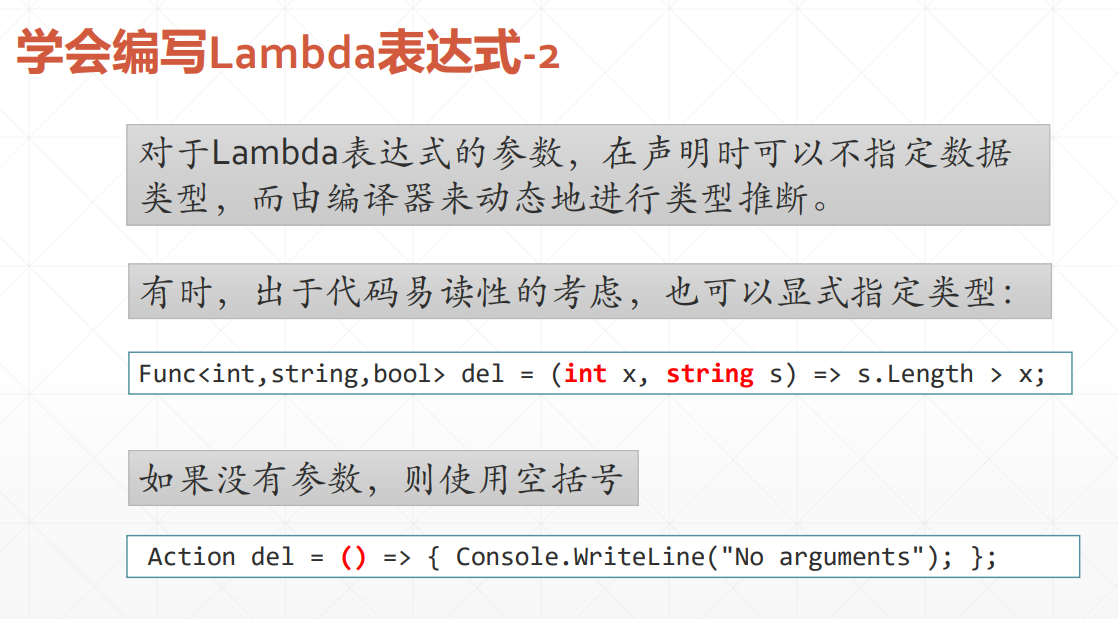 学会编写Lambda表达式-2
对于Lambda表达式的参数，在声明时可以不指定数据
类型，而由编译器来动态地进行类型推断。
有时，出于代码易读性的考虑，也可以显式指定类型：
Func<int,string,bool> del = (int x, string s) => s.Length > x;
如果没有参数，则使用空括号
Action del = () => { Console.WriteLine("No arguments"); };